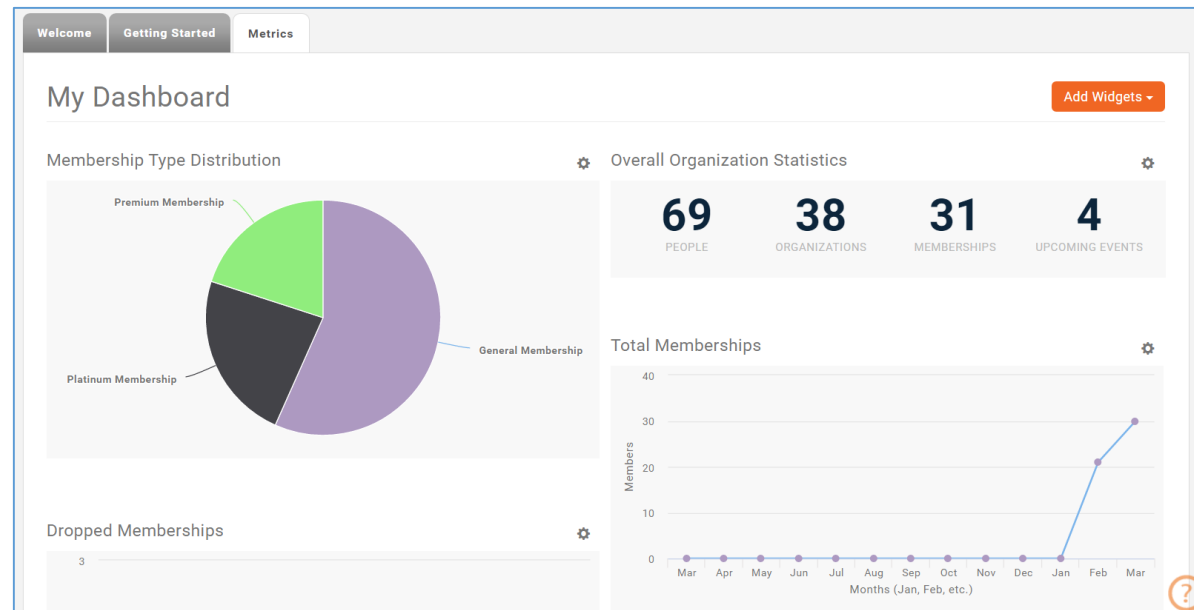 Welcome
Getting Started
Metrics
My Dashboard
Add Widgets
Membership Type Distribution
Premium Membership
General Membership
Platinum Membership
Overall Organization Statistics
69
PEOPLE
38
ORGANIZATIONS
31
MEMBERSHIPS
4
UPCOMING EVENTS
Total Memberships
40
30
20
10
0
Members
Mar Apr May Jun Jul Aug Sep Oct Nov Dec Jan Feb Mar
Months (Jan, Feb, etc.)
Dropped Memberships
3
?